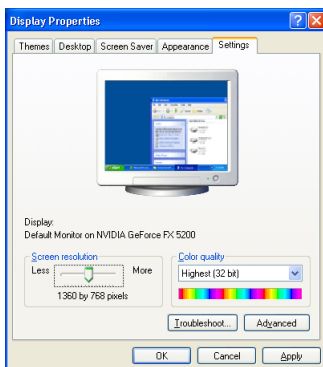 Display Properties
Themes Desktop Screen Saver Appearance Settings
Display:
Default Monitor on NVIDIA GeForce FX 5200
Screen resolution
Less More
1360 by 768 pixels
Color quality
Highest (32 bit)
Troubleshoot... Advanced
OK Cancel Apply